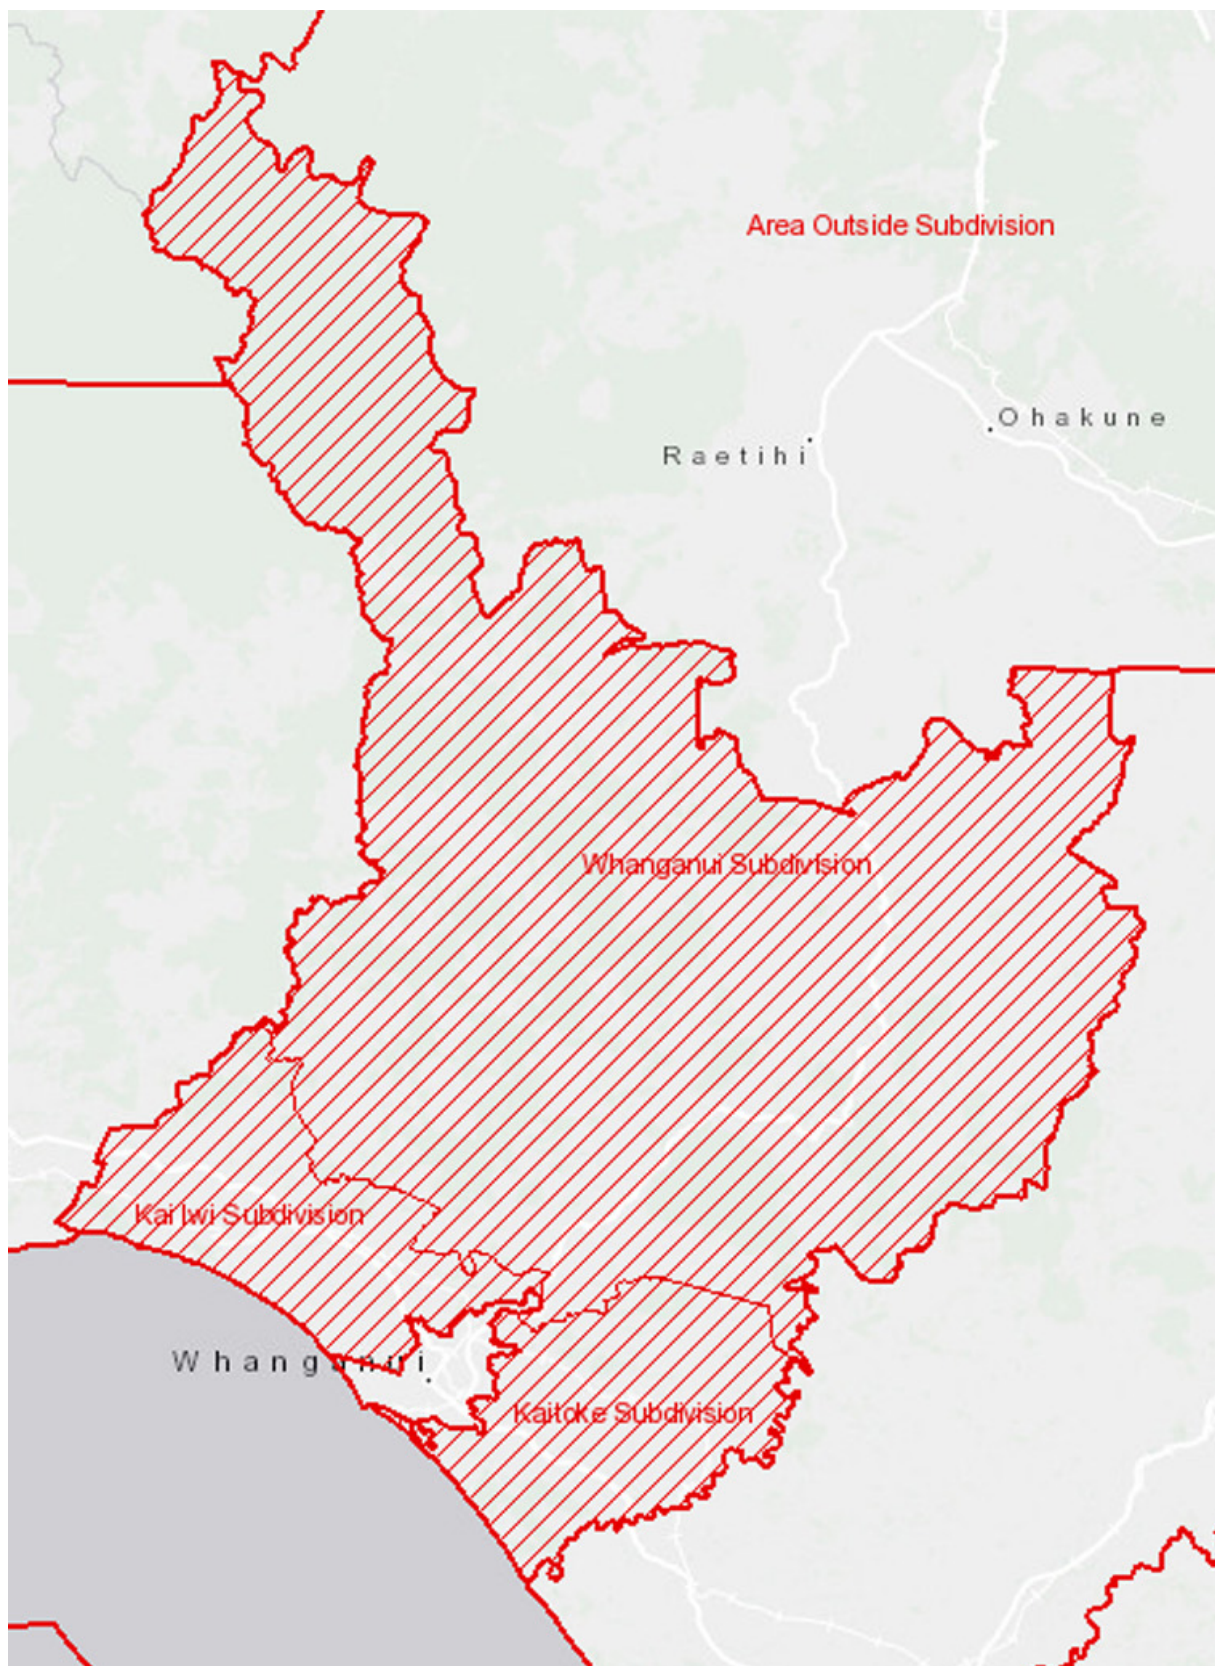 Area Outside Subdivision
Ohakune
Raetihi
Whanganui Subdivision
Kai Iwi Subdivision
Whanganui
Kaitoke Subdivision